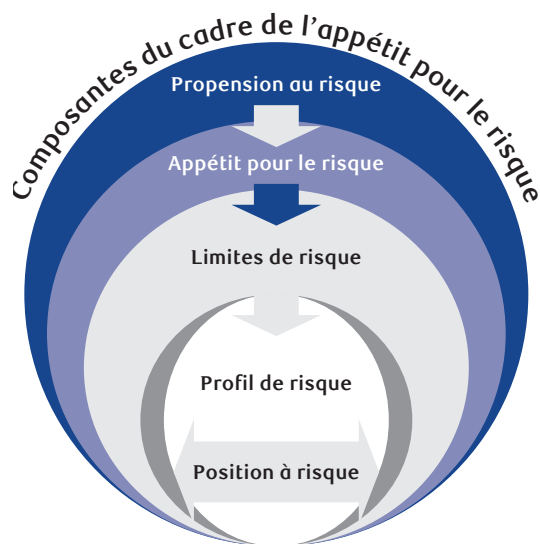 Composantes du cadre de l'appétit pour le risque
Propension au risque
Appétit pour le risque
Limites de risque
Profil de risque
Position à risque